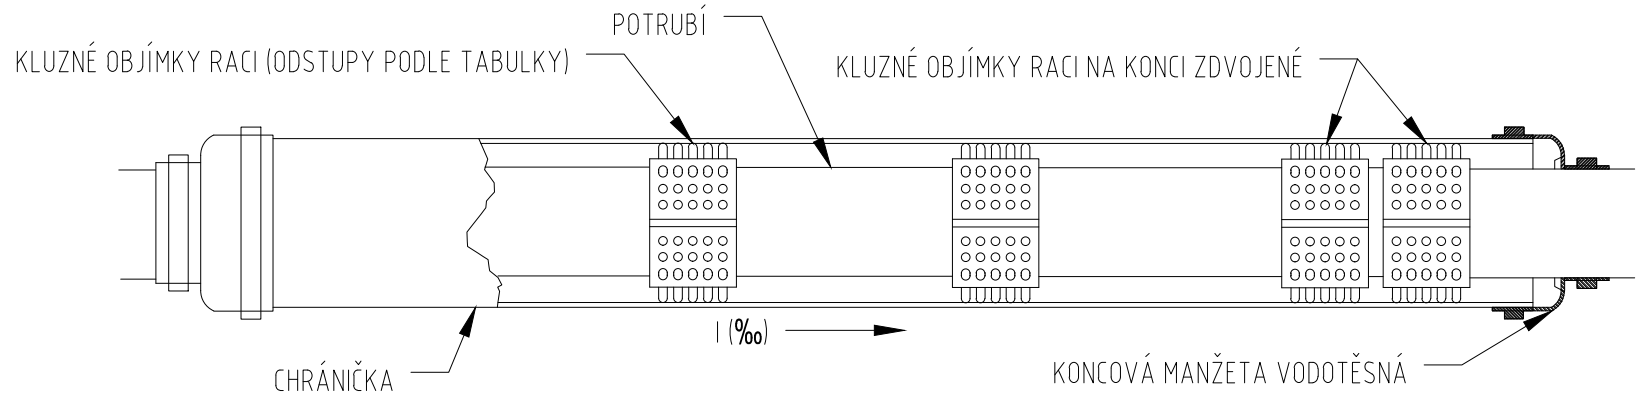 POTRUBÍ
KLUZNÉ OBJÍMKY RACI (ODSTUPY PODLE TABULKY)
KLUZNÉ OBJÍMKY RACI NA KONCI ZDVOJENÉ
I (‰)
CHRÁNIČKA
KONCOVÁ MANŽETA VODOTĚSNÁ